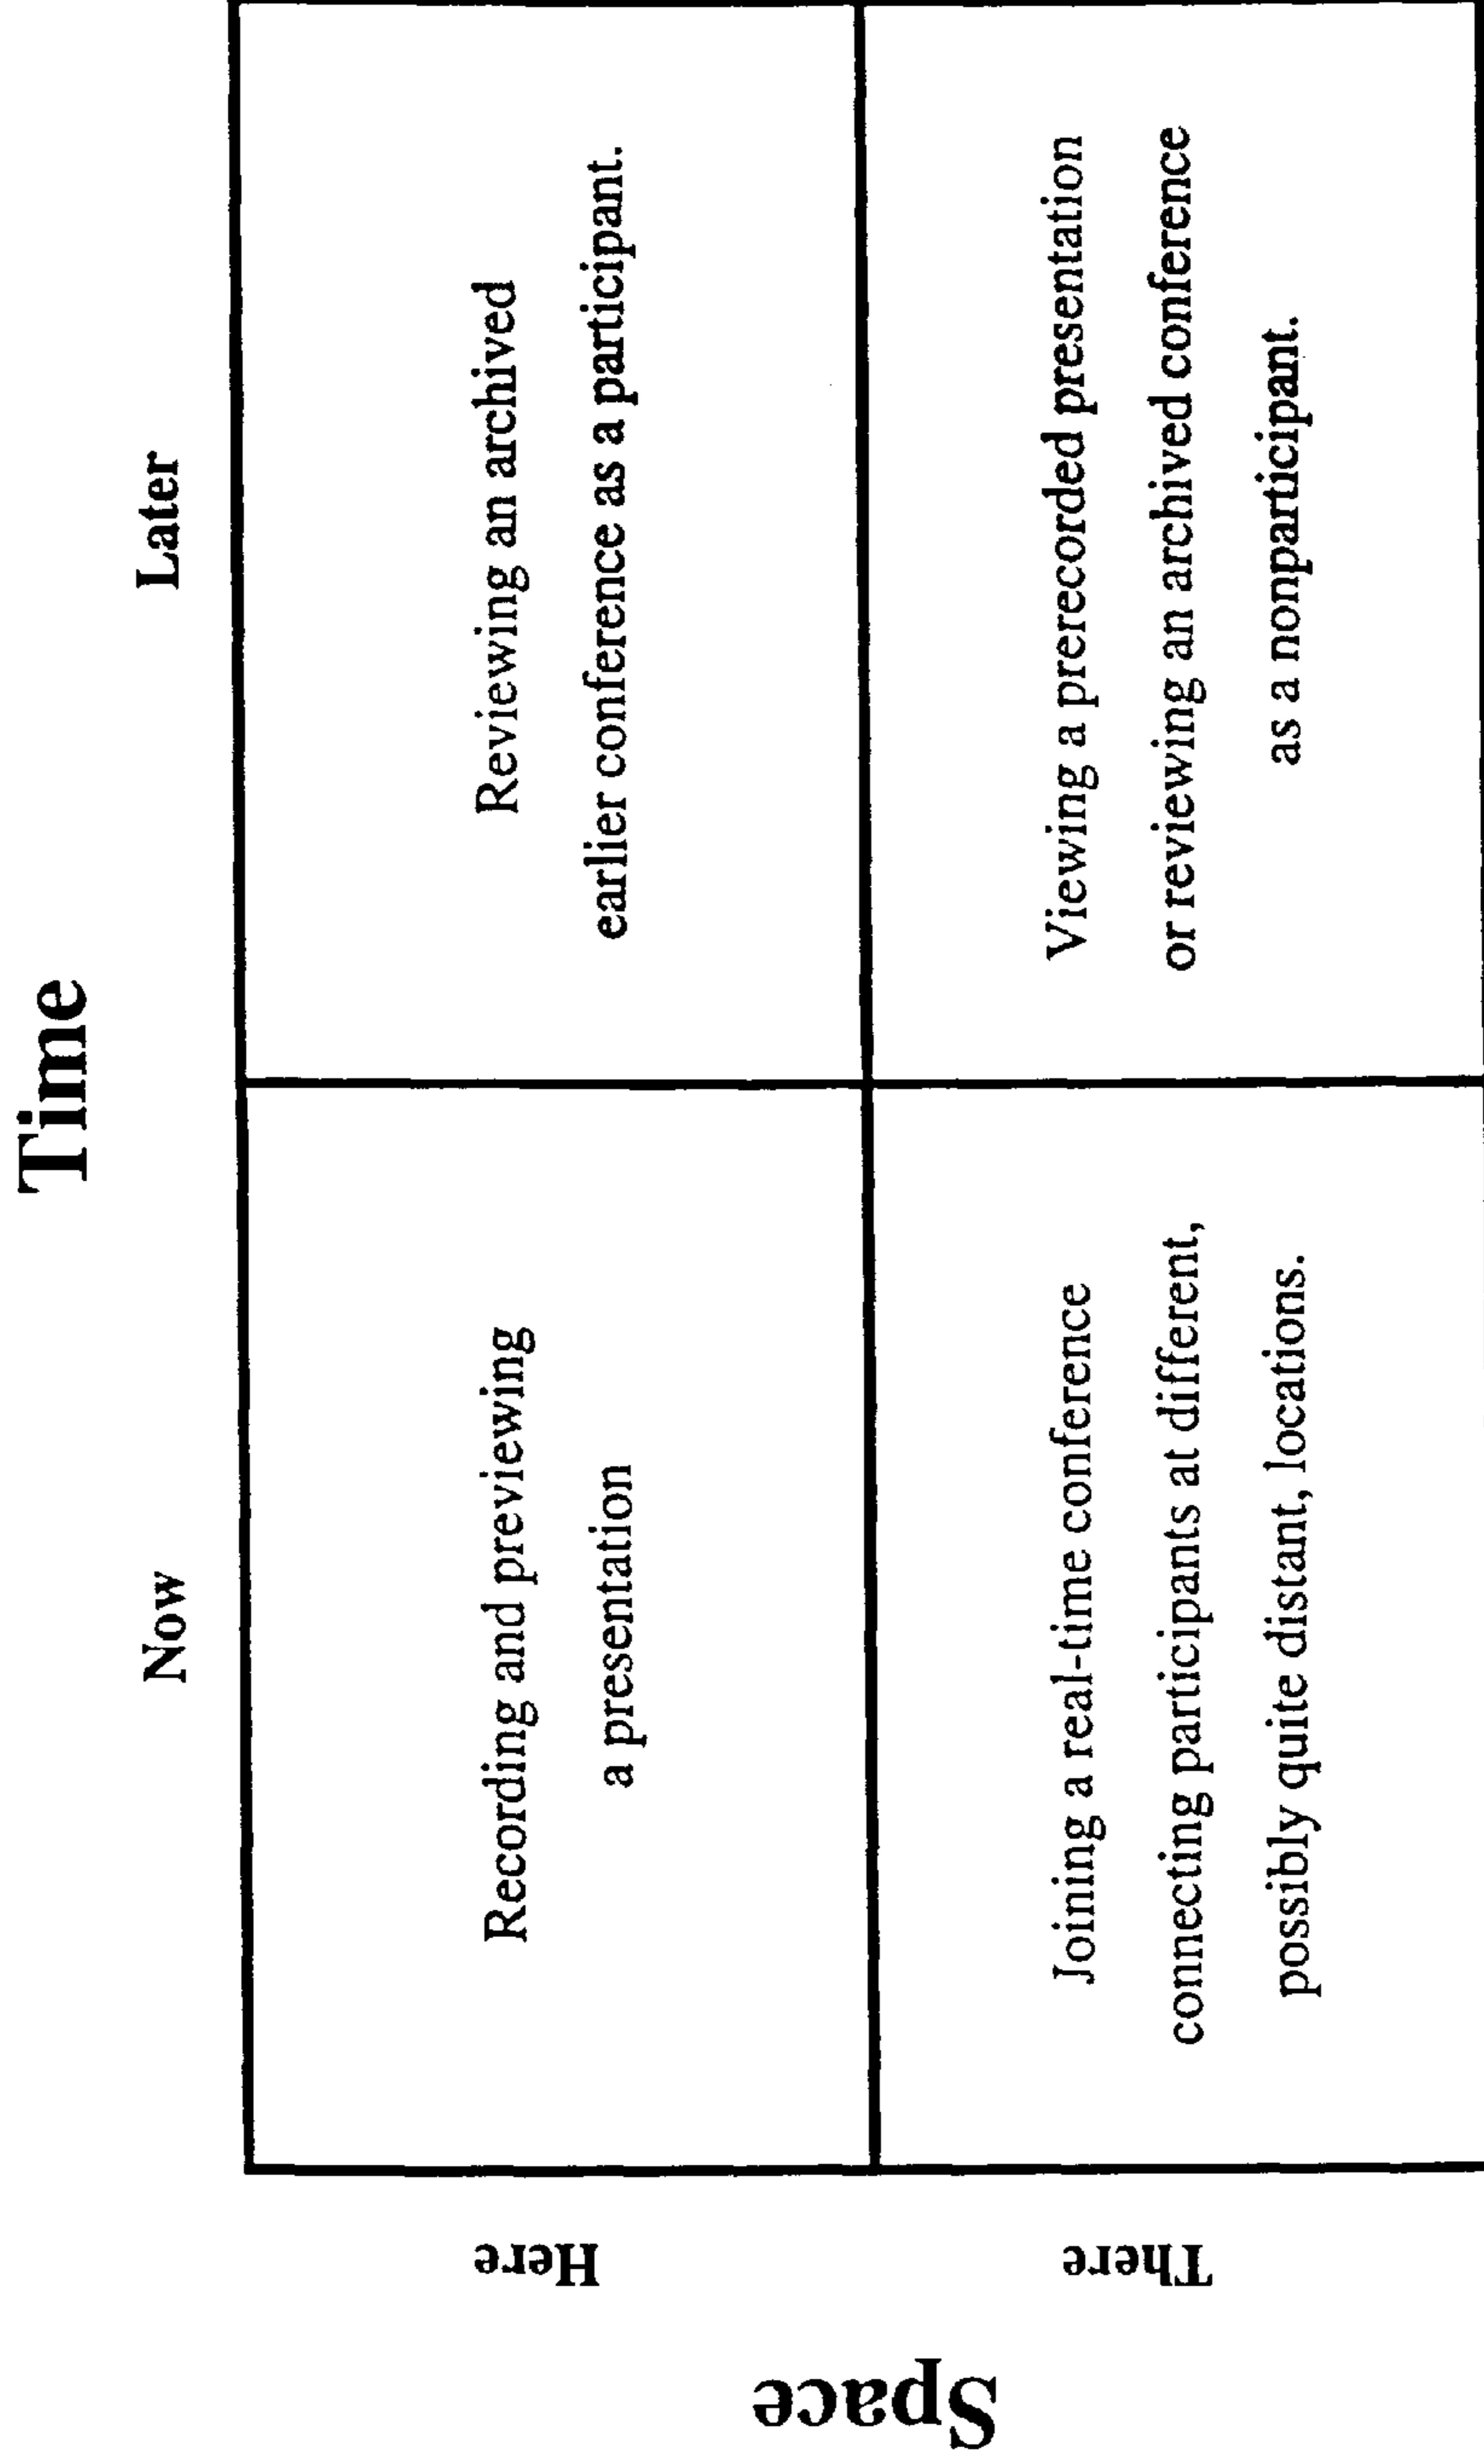 Time
Now
Later
Space
Here
Recording and previewing
a presentation
Reviewing an archived
earlier conference as a participant.
There
Joining a real-time conference
connecting participants at different,
possibly quite distant, locations.
Viewing a prerecorded presentation
or reviewing an archived conference
as a nonparticipant.